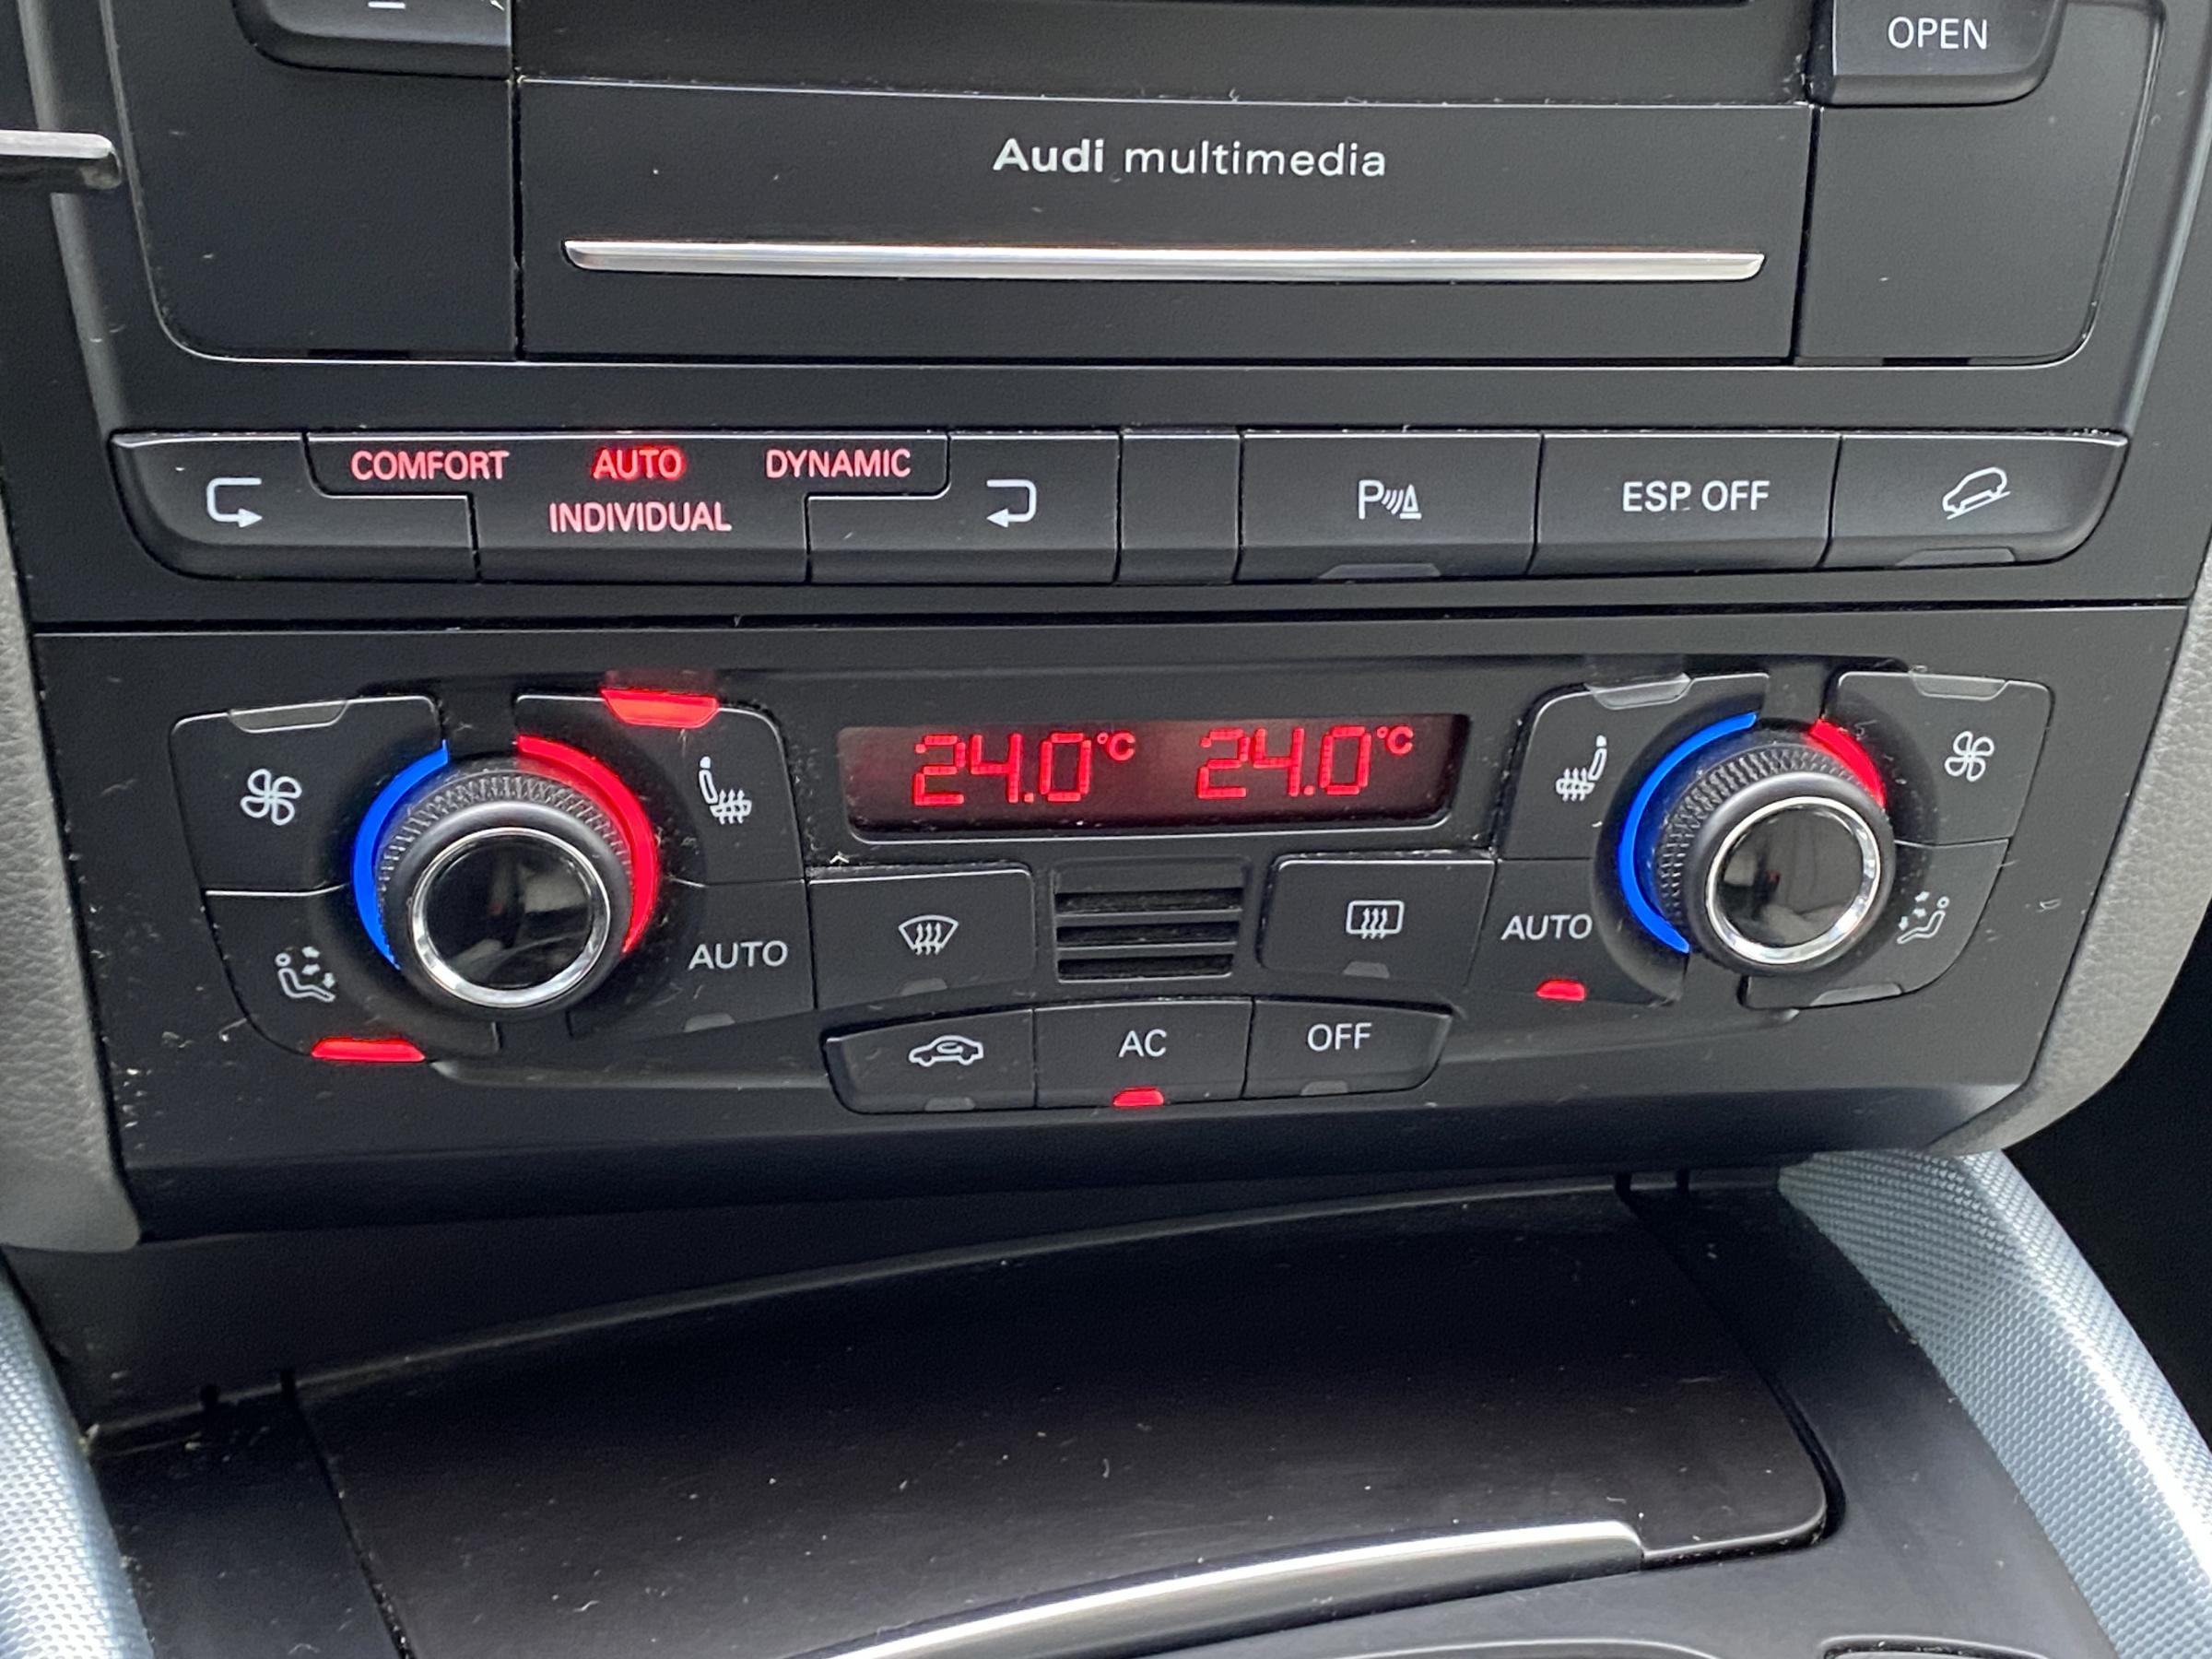 OPEN
Audi multimedia
COMFORT AUTO DYNAMIC
INDIVIDUAL
P
ESP OFF
24.0°C 24.0°C
AUTO
AUTO
AC
OFF